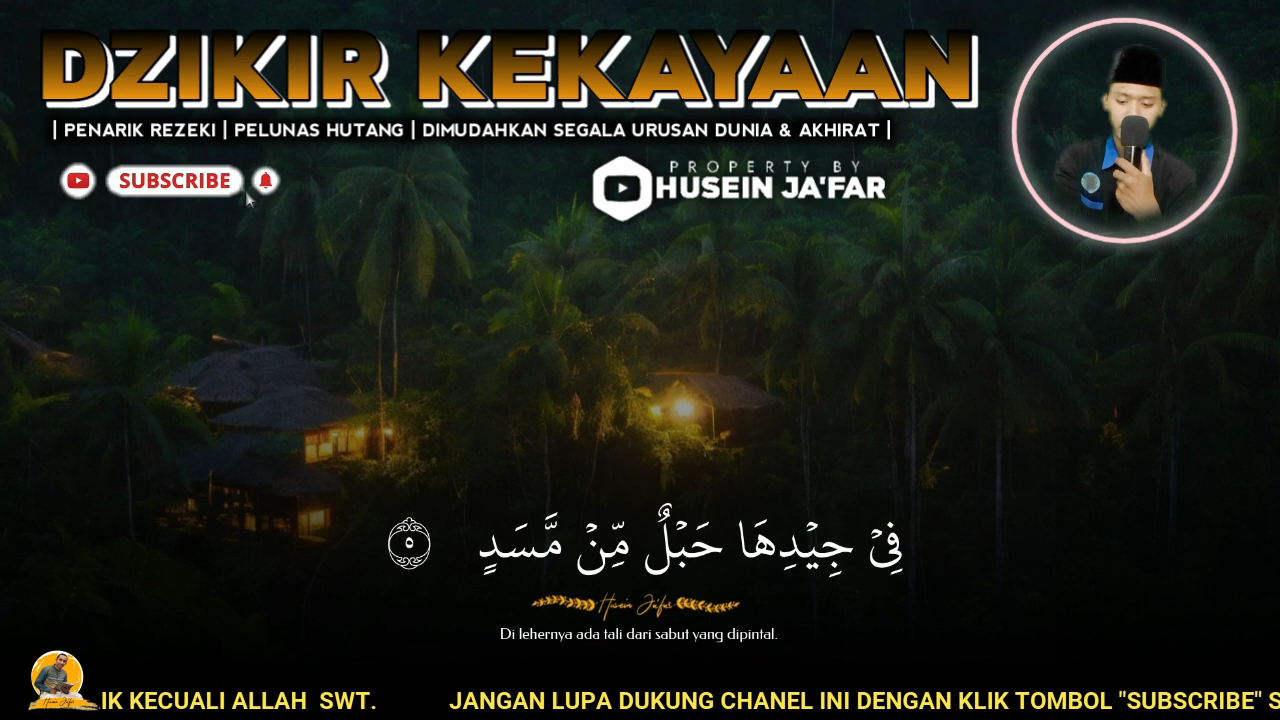 DZIKIR KEKAYAAN
| PENARIK REZEKI | PELUNAS HUTANG | DIMUDAHKAN SEGALA URUSAN DUNIA & AKHIRAT |
SUBSCRIBE
PROPERTY BY
HUSEIN JA'FAR
فِيْ جِيْدِهَا حَبْلٌ مِّنْ مَّسَدٍ ۝٥
Husein Ja'far
Di lehernya ada tali dari sabut yang dipintal.
IK KECUALI ALLAH SWT. JANGAN LUPA DUKUNG CHANEL INI DENGAN KLIK TOMBOL "SUBSCRIBE" S